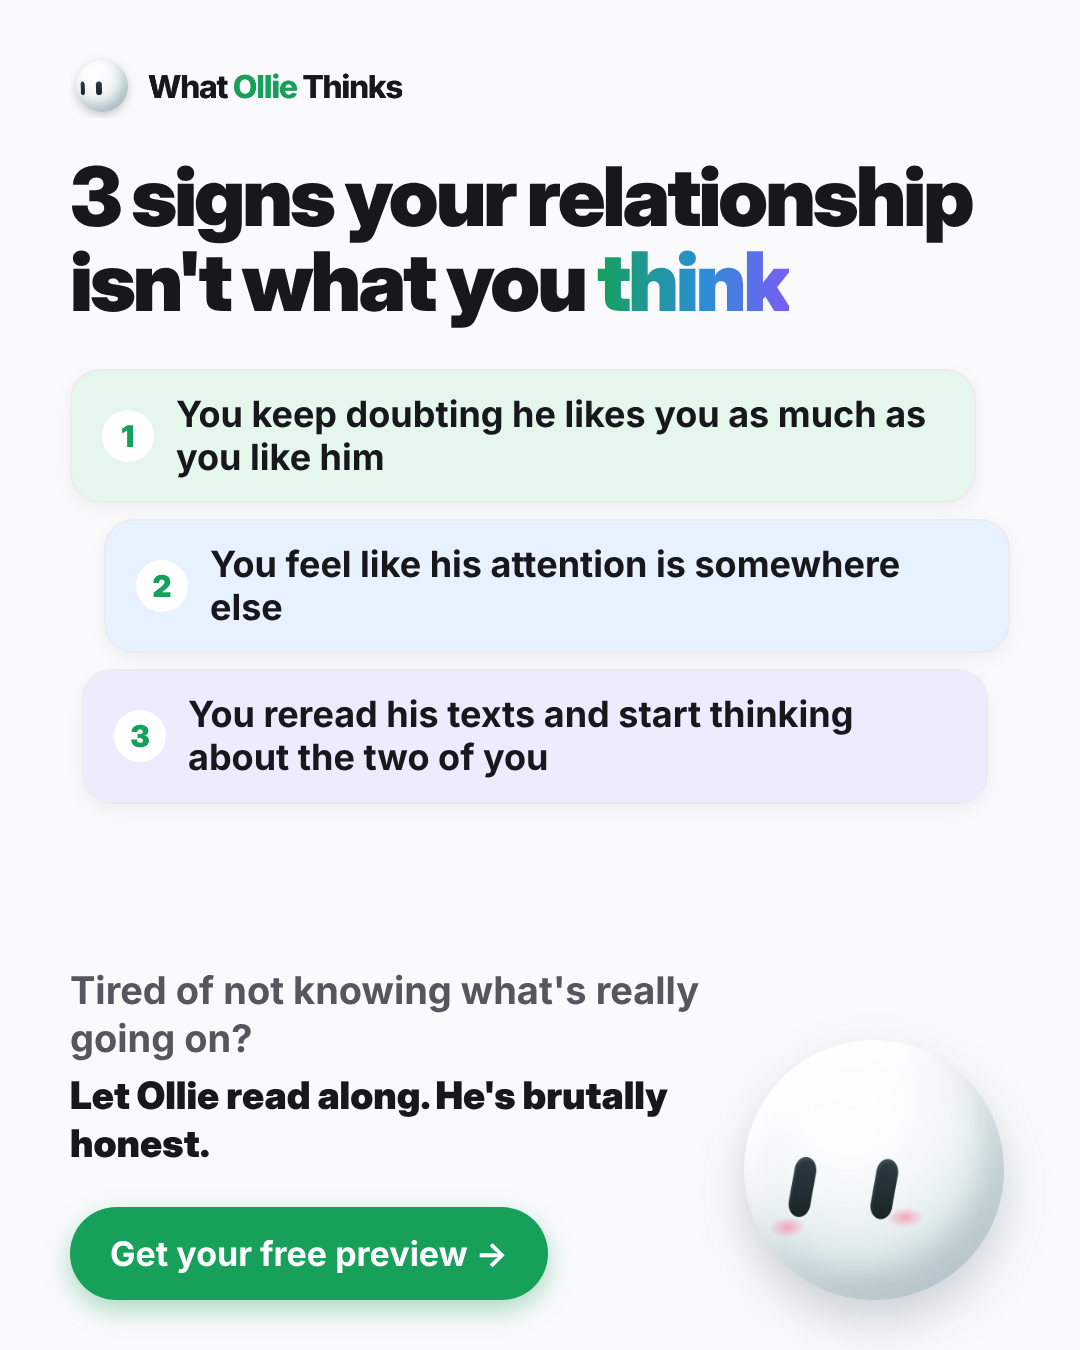 What Ollie Thinks
3 signs your relationship
isn't what you think
1
You keep doubting he likes you as much as
you like him
2
You feel like his attention is somewhere
else
3
You reread his texts and start thinking
about the two of you
Tired of not knowing what's really
going on?
Let Ollie read along. He's brutally
honest.
Get your free preview →